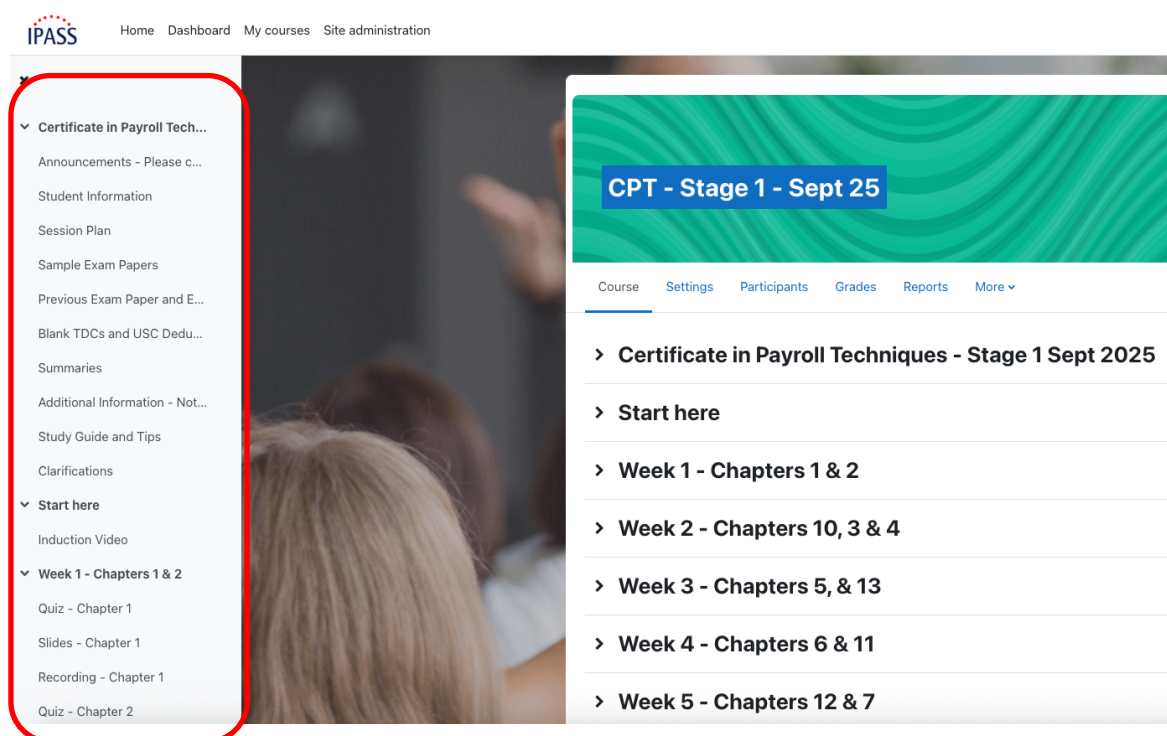 IPASS
Home Dashboard My courses Site administration
Certificate in Payroll Tech...
Announcements - Please c...
Student Information
Session Plan
Sample Exam Papers
Previous Exam Paper and E...
Blank TDCs and USC Dedu...
Summaries
Additional Information - Not...
Study Guide and Tips
Clarifications
Start here
Induction Video
Week 1 - Chapters 1 & 2
Quiz - Chapter 1
Slides - Chapter 1
Recording - Chapter 1
Quiz - Chapter 2
CPT - Stage 1 - Sept 25
Course Settings Participants Grades Reports More
Certificate in Payroll Techniques - Stage 1 Sept 2025
Start here
Week 1 - Chapters 1 & 2
Week 2 - Chapters 10, 3 & 4
Week 3 - Chapters 5, & 13
Week 4 - Chapters 6 & 11
Week 5 - Chapters 12 & 7